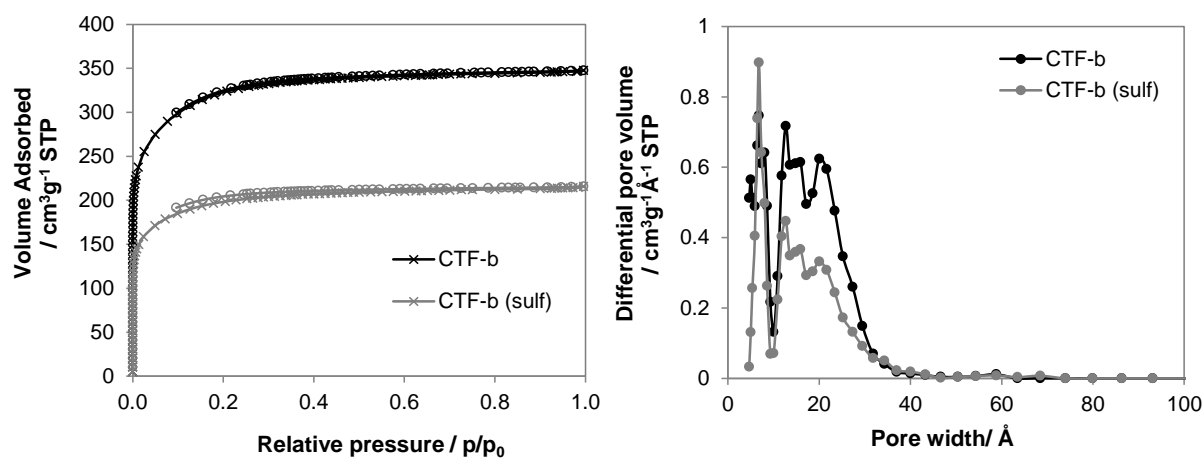 400
350
300
250
200
150
100
50
0
Volume Adsorbed
/ cm³g⁻¹ STP
CTF-b
CTF-b (sulf)
0.0 0.2 0.4 0.6 0.8 1.0
Relative pressure / p/p₀
1
0.8
0.6
0.4
0.2
0
Differential pore volume
/ cm³g⁻¹Å⁻¹ STP
CTF-b
CTF-b (sulf)
0 20 40 60 80 100
Pore width/ Å